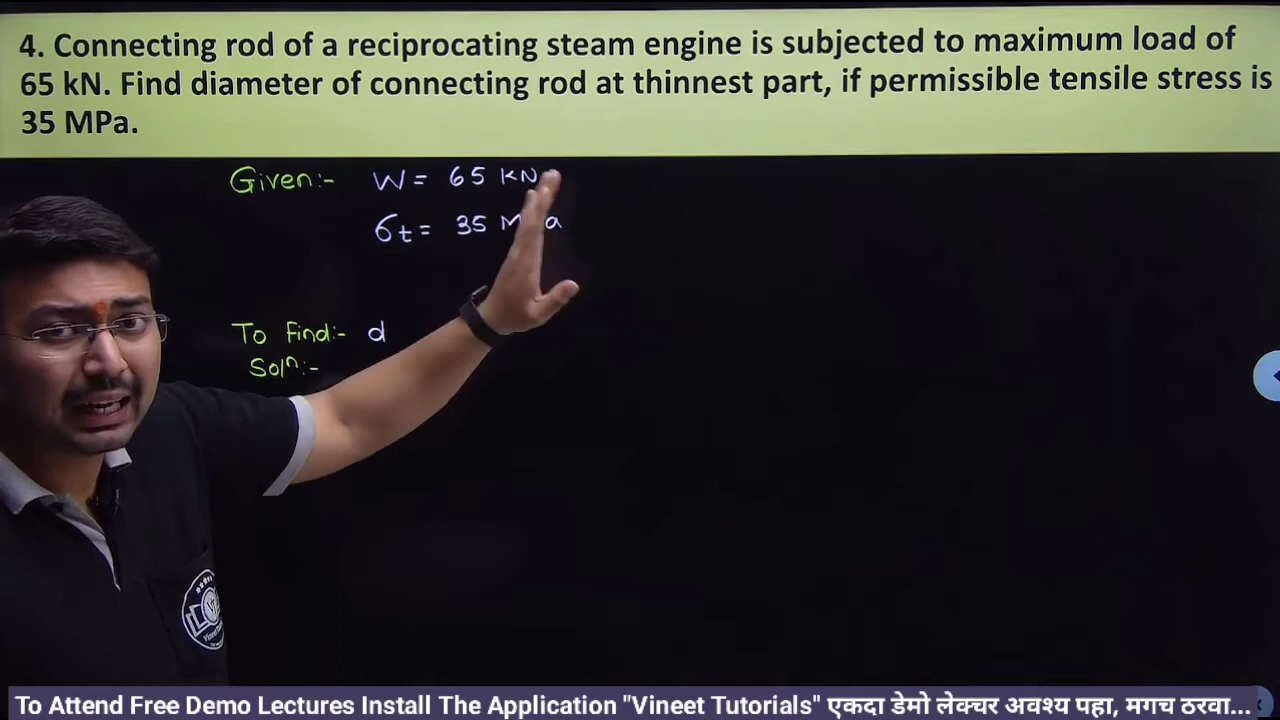 4. Connecting rod of a reciprocating steam engine is subjected to maximum load of
65 kN. Find diameter of connecting rod at thinnest part, if permissible tensile stress is
35 MPa.
Given:- W = 65 KN
σt = 35 M a
To Find:- d
Solⁿ:-
To Attend Free Demo Lectures Install The Application "Vineet Tutorials" एकदा डेमो लेक्चर अवश्य पहा, मगच ठरवा...